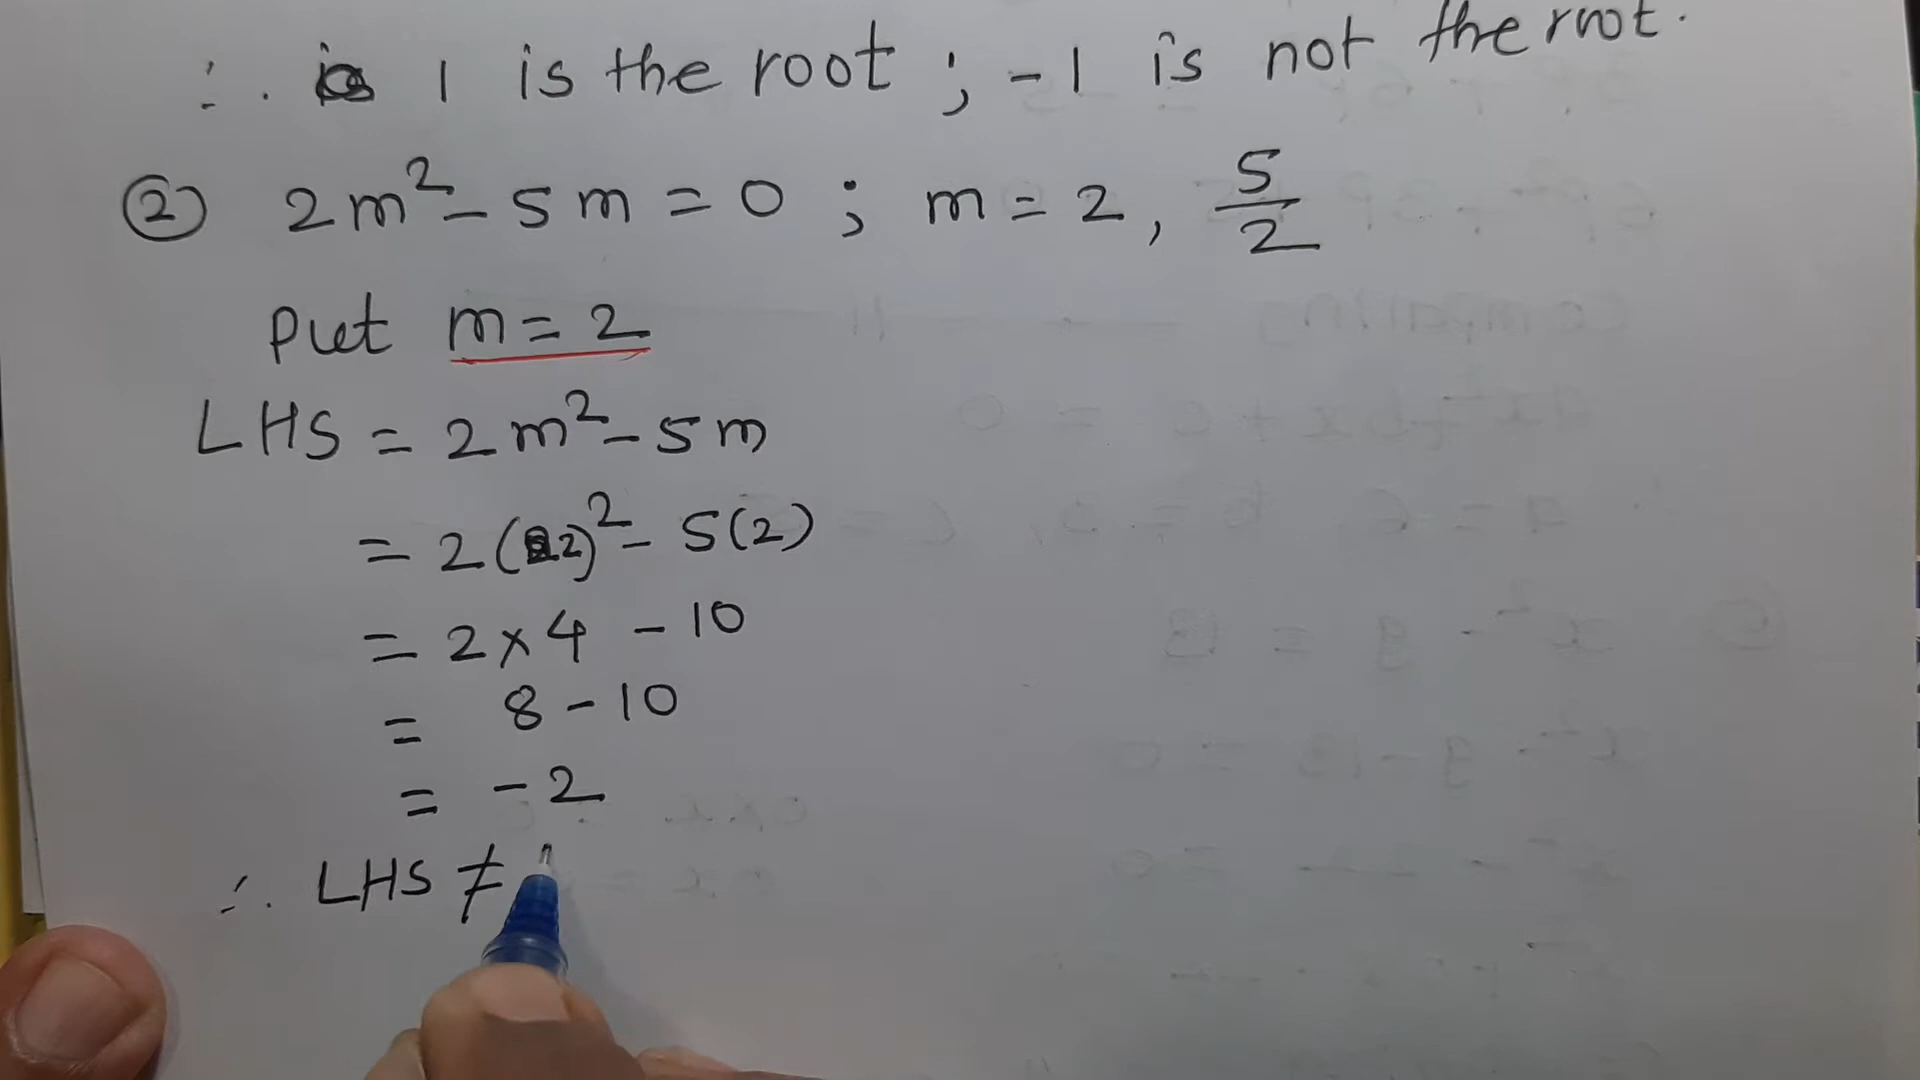 ∴ 1 is the root ; -1 is not the root.
② 2m² - 5m = 0 ; m = 2, 5/2
Put m = 2
LHS = 2m² - 5m
= 2(2)² - 5(2)
= 2 × 4 - 10
= 8 - 10
= -2
∴ LHS ≠